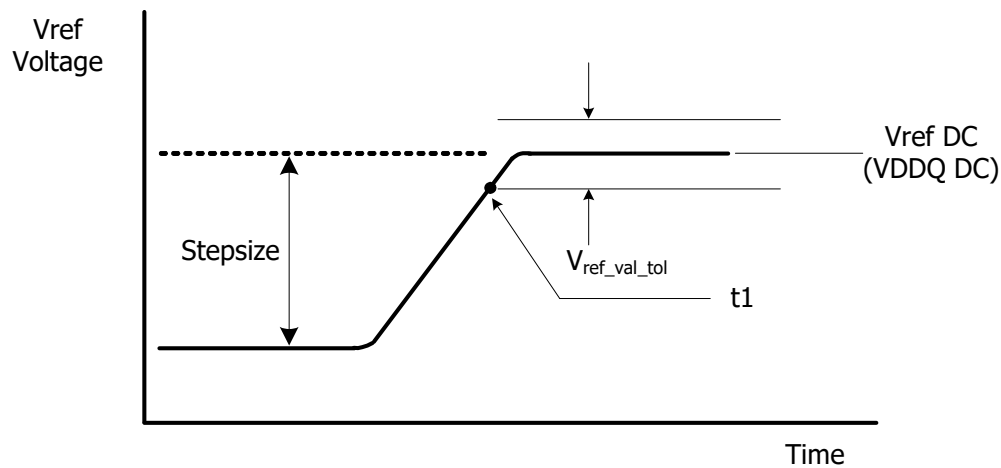 Vref
Voltage
Vref DC
(VDDQ DC)
Stepsize
Vref_val_tol
t1
Time